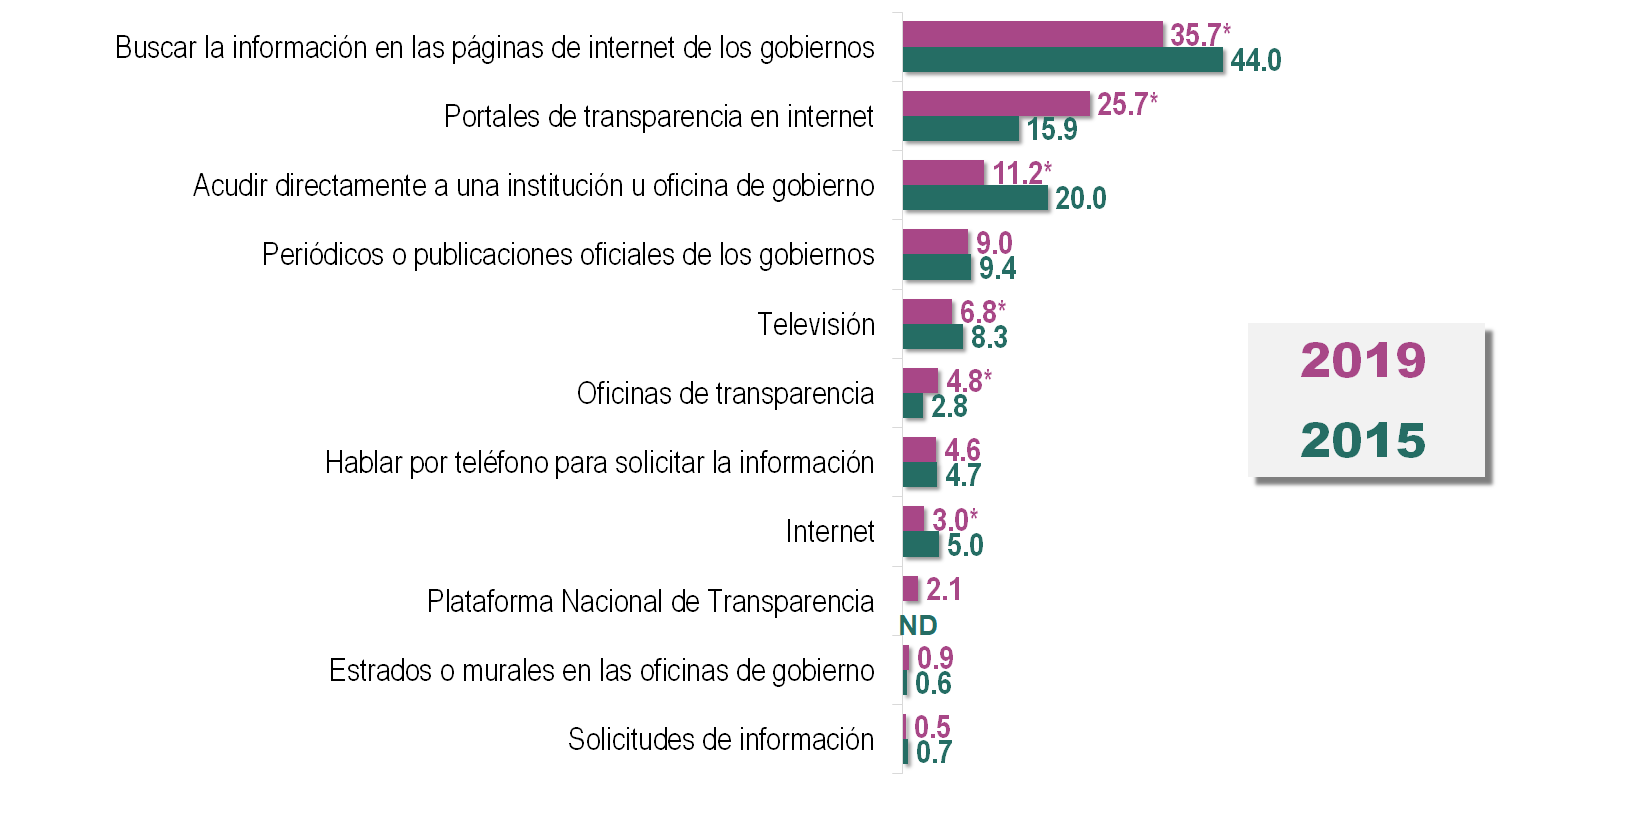 Buscar la información en las páginas de internet de los gobiernos
35.7*
44.0
Portales de transparencia en internet
25.7*
15.9
Acudir directamente a una institución u oficina de gobierno
11.2*
20.0
Periódicos o publicaciones oficiales de los gobiernos
9.0
9.4
Televisión
6.8*
8.3
Oficinas de transparencia
4.8*
2.8
Hablar por teléfono para solicitar la información
4.6
4.7
Internet
3.0*
5.0
Plataforma Nacional de Transparencia
2.1
ND
Estrados o murales en las oficinas de gobierno
0.9
0.6
Solicitudes de información
0.5
0.7
2019
2015